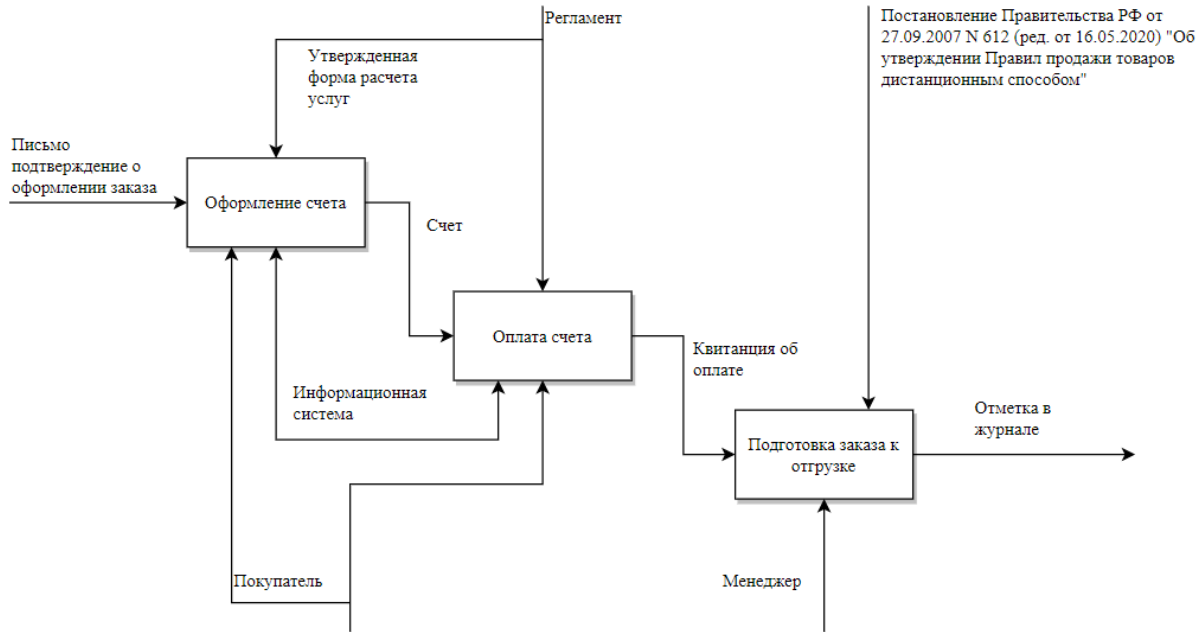 Регламент
Постановление Правительства РФ от
27.09.2007 N 612 (ред. от 16.05.2020) "Об
утверждении Правил продажи товаров
дистанционным способом"
Утвержденная
форма расчета
услуг
Письмо
подтверждение о
оформлении заказа
Оформление счета
Счет
Оплата счета
Квитанция об
оплате
Информационная
система
Отметка в
журнале
Подготовка заказа к
отгрузке
Покупатель
Менеджер